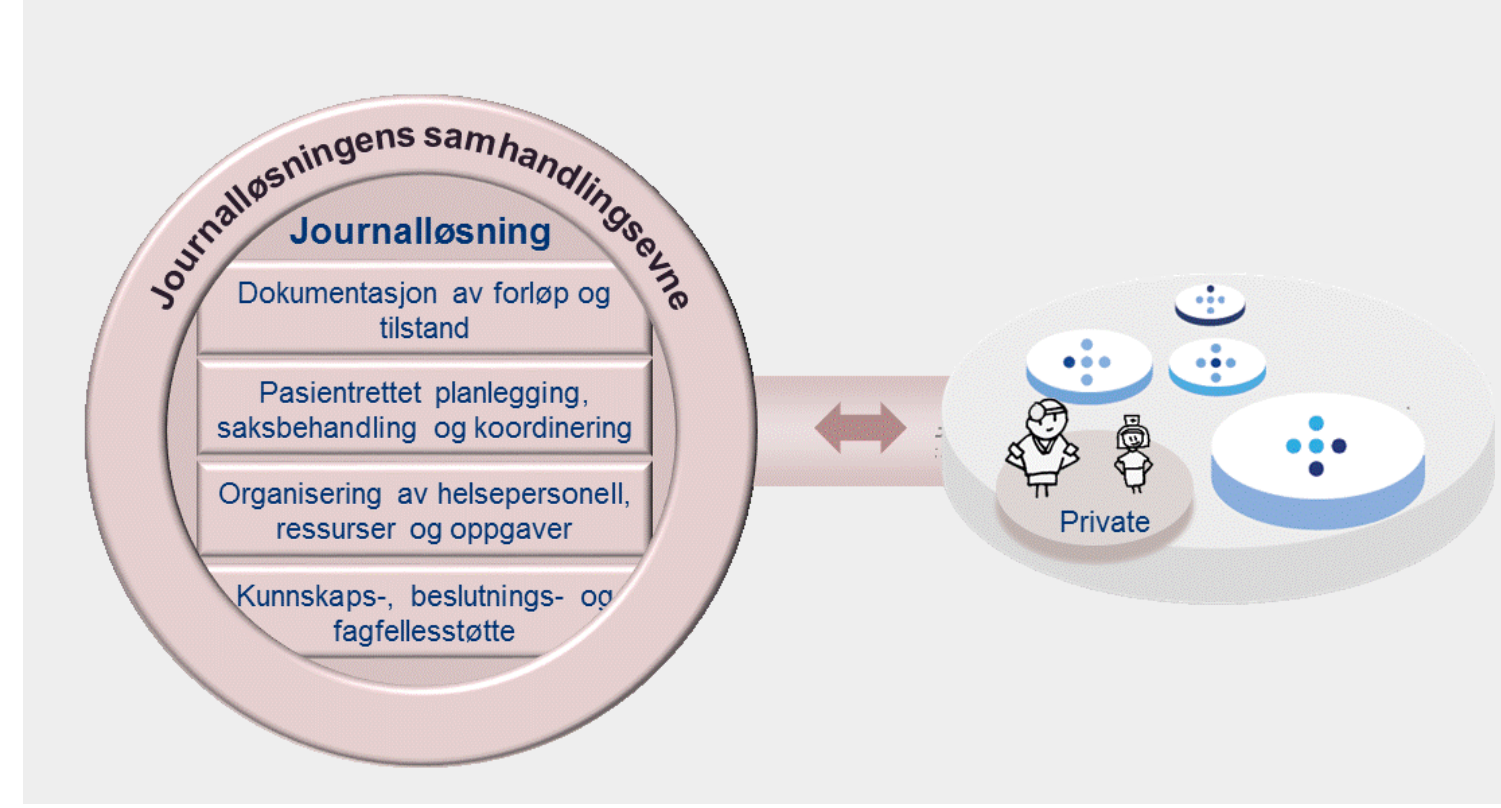 Journalløsningens samhandlingsevne
Journalløsning
Dokumentasjon av forløp og
tilstand
Pasientrettet planlegging,
saksbehandling og koordinering
Organisering av helsepersonell,
ressurser og oppgaver
Kunnskaps-, beslutnings- og
fagfellesstøtte
Private